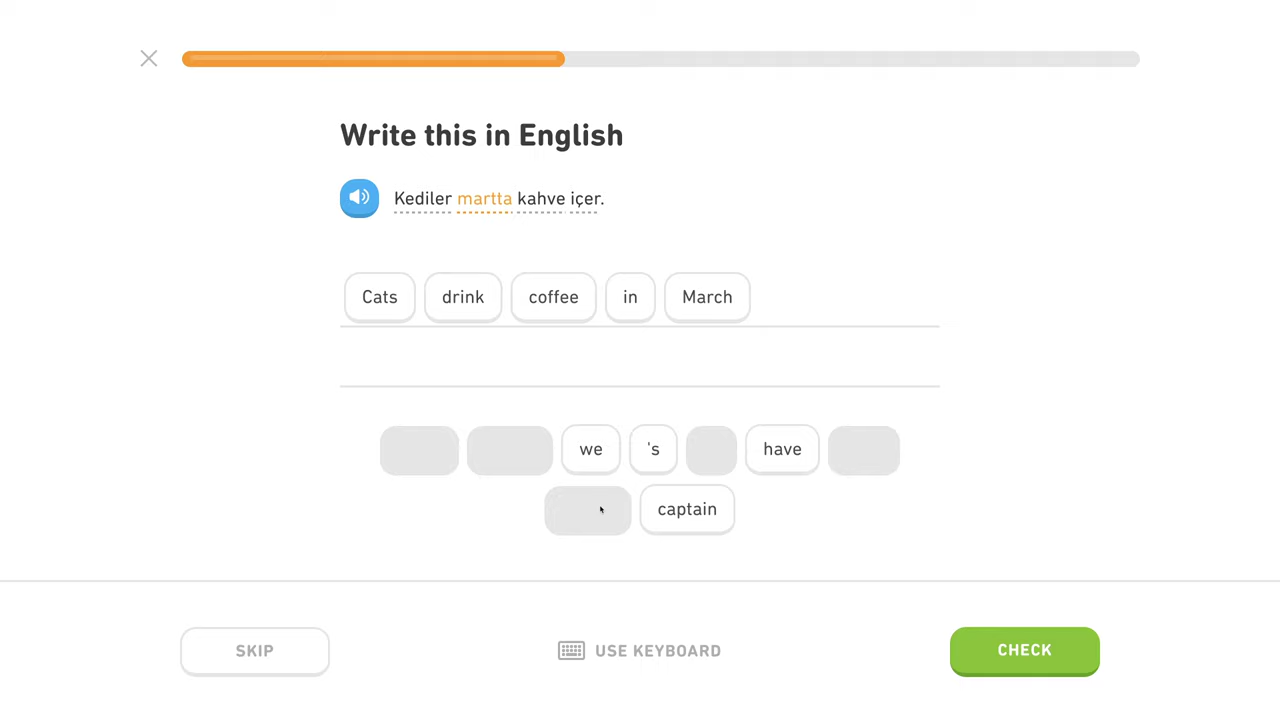 Write this in English
Kediler martta kahve içer.
Cats drink coffee in March
we 's have
captain
SKIP USE KEYBOARD CHECK